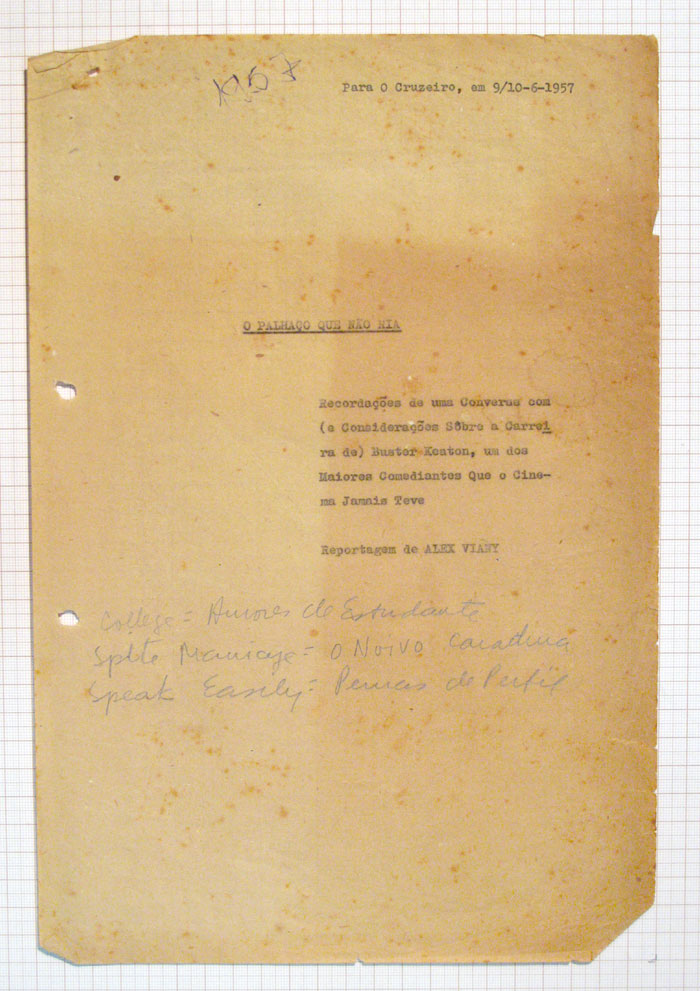 Para O Cruzeiro, em 9/10-6-1957
O PALHAÇO QUE NÃO RIA
Recordações de uma Conversa com
(e Considerações Sôbre a Carrei
ra de) Buster Keaton, um dos
Maiores Comediantes Que o Cine-
ma Jamais Teve
Reportagem de ALEX VIANY
College = Amores de Estudante
Spite Marriage = O Noivo Caradura
Speak Easily = Pernas de Perfil